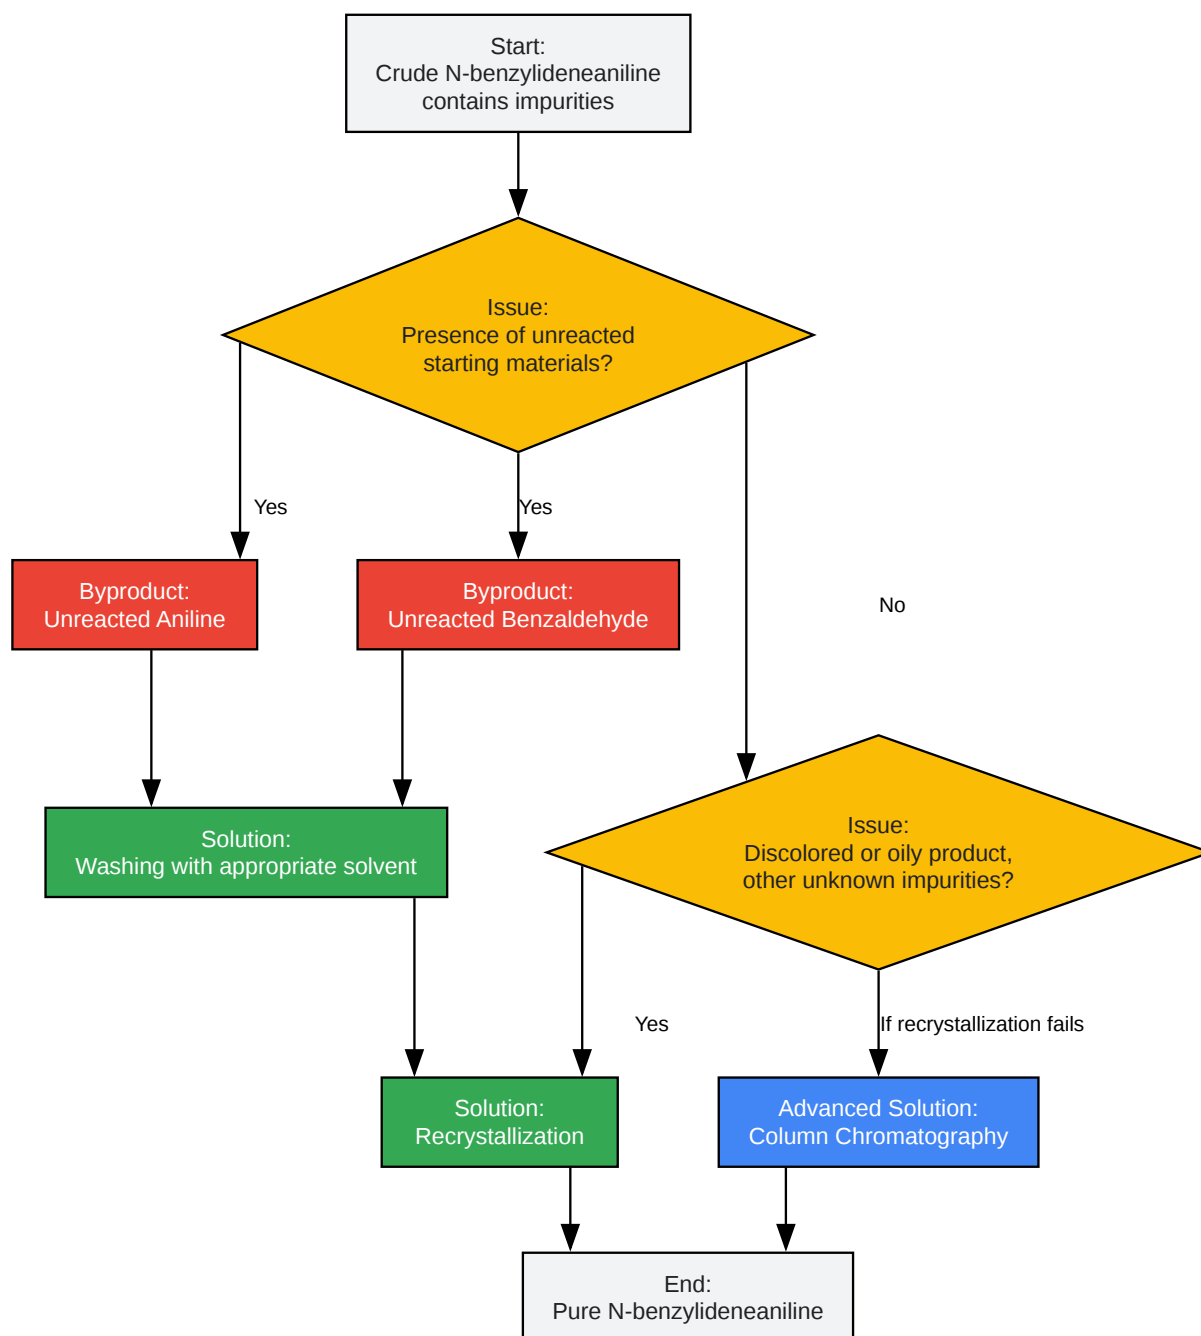 Start:
Crude N-benzylideneaniline
contains impurities
Issue:
Presence of unreacted
starting materials?
Yes
Yes
Byproduct:
Unreacted Aniline
Byproduct:
Unreacted Benzaldehyde
No
Solution:
Washing with appropriate solvent
Issue:
Discolored or oily product,
other unknown impurities?
Yes
If recrystallization fails
Solution:
Recrystallization
Advanced Solution:
Column Chromatography
End:
Pure N-benzylideneaniline